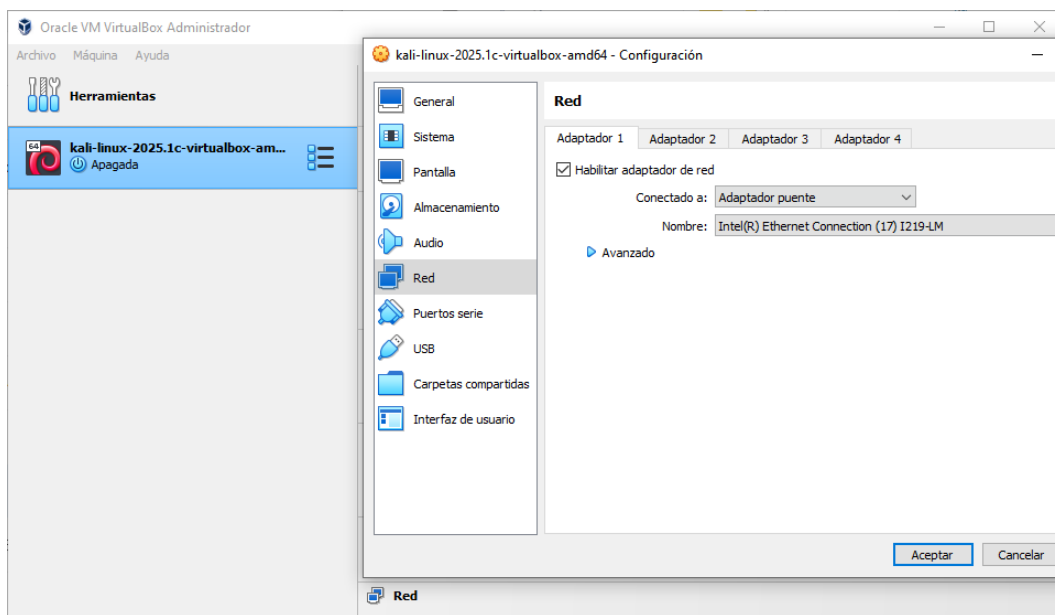 Oracle VM VirtualBox Administrador
Archivo Máquina Ayuda
Herramientas
64
kali-linux-2025.1c-virtualbox-am...
Apagada
kali-linux-2025.1c-virtualbox-amd64 - Configuración
General
Sistema
Pantalla
Almacenamiento
Audio
Red
Puertos serie
USB
Carpetas compartidas
Interfaz de usuario
Red
Adaptador 1 Adaptador 2 Adaptador 3 Adaptador 4
Habilitar adaptador de red
Conectado a: Adaptador puente
Nombre: Intel(R) Ethernet Connection (17) I219-LM
Avanzado
Aceptar Cancelar
Red